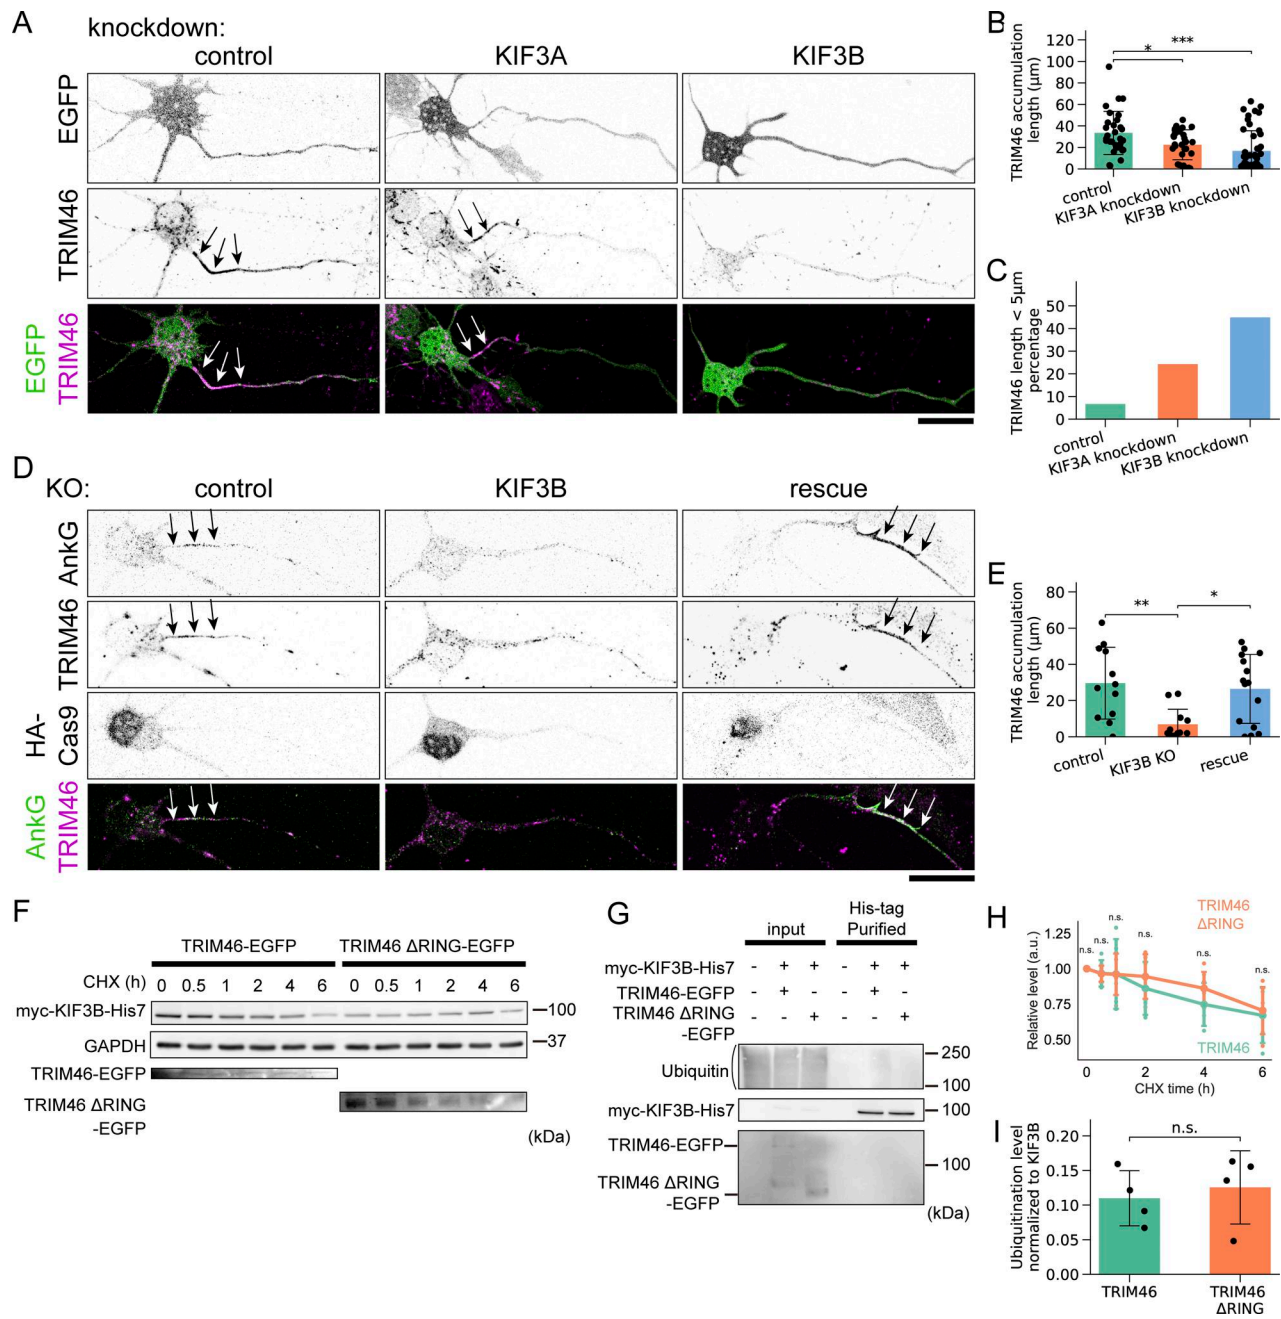 A
knockdown:
control
KIF3A
KIF3B
EGFP
TRIM46
EGFP
TRIM46
B
TRIM46 accumulation
length (μm)
120
100
80
60
40
20
0
*
***
control
KIF3A knockdown
KIF3B knockdown
C
TRIM46 length < 5μm
percentage
50
40
30
20
10
0
control
KIF3A knockdown
KIF3B knockdown
D
KO:
control
KIF3B
rescue
AnkG
TRIM46
HA-
Cas9
AnkG
TRIM46
E
TRIM46 accumulation
length (μm)
80
60
40
20
0
**
*
control
KIF3B KO
rescue
F
TRIM46-EGFP
TRIM46 ΔRING-EGFP
CHX (h)
0 0.5 1 2 4 6 0 0.5 1 2 4 6
myc-KIF3B-His7
100
GAPDH
37
TRIM46-EGFP
TRIM46 ΔRING
-EGFP
(kDa)
G
input
His-tag
Purified
myc-KIF3B-His7 - + + - + +
TRIM46-EGFP - + - - + -
TRIM46 ΔRING - - + - - +
-EGFP
Ubiquitin
250
100
myc-KIF3B-His7
100
TRIM46-EGFP
100
TRIM46 ΔRING
-EGFP
(kDa)
H
TRIM46
ΔRING
Relative level (a.u.)
1.25
1.00
0.75
0.50
n.s.
n.s.
n.s.
n.s.
n.s.
n.s.
TRIM46
0 2 4 6
CHX time (h)
I
Ubiquitination level
normalized to KIF3B
0.20
0.15
0.10
0.05
0.00
n.s.
TRIM46
TRIM46
ΔRING